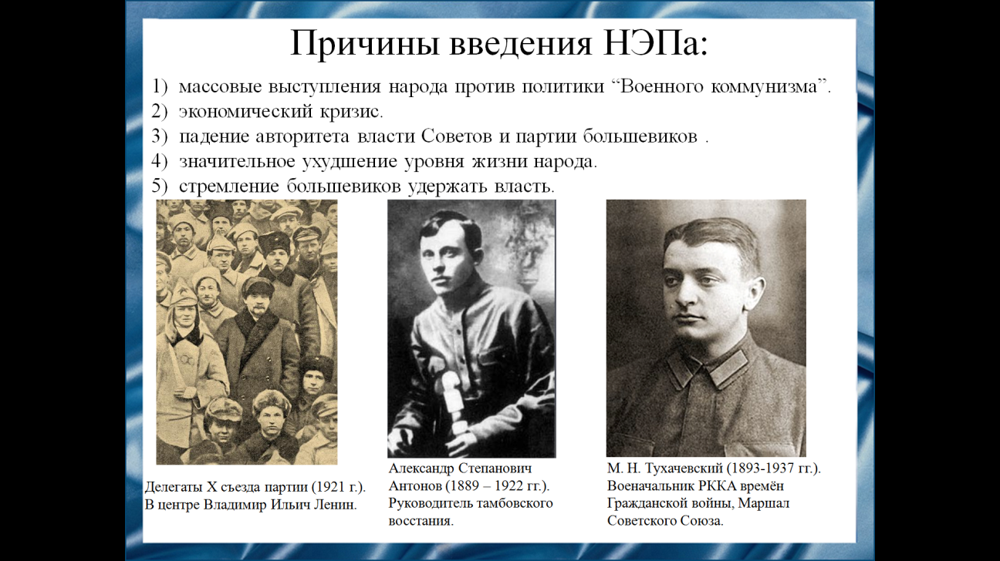 Причины введения НЭПа:
1) массовые выступления народа против политики “Военного коммунизма”.
2) экономический кризис.
3) падение авторитета власти Советов и партии большевиков .
4) значительное ухудшение уровня жизни народа.
5) стремление большевиков удержать власть.
Делегаты X съезда партии (1921 г.).
В центре Владимир Ильич Ленин.
Александр Степанович
Антонов (1889 – 1922 гг.).
Руководитель тамбовского
восстания.
М. Н. Тухачевский (1893-1937 гг.).
Военачальник РККА времён
Гражданской войны, Маршал
Советского Союза.